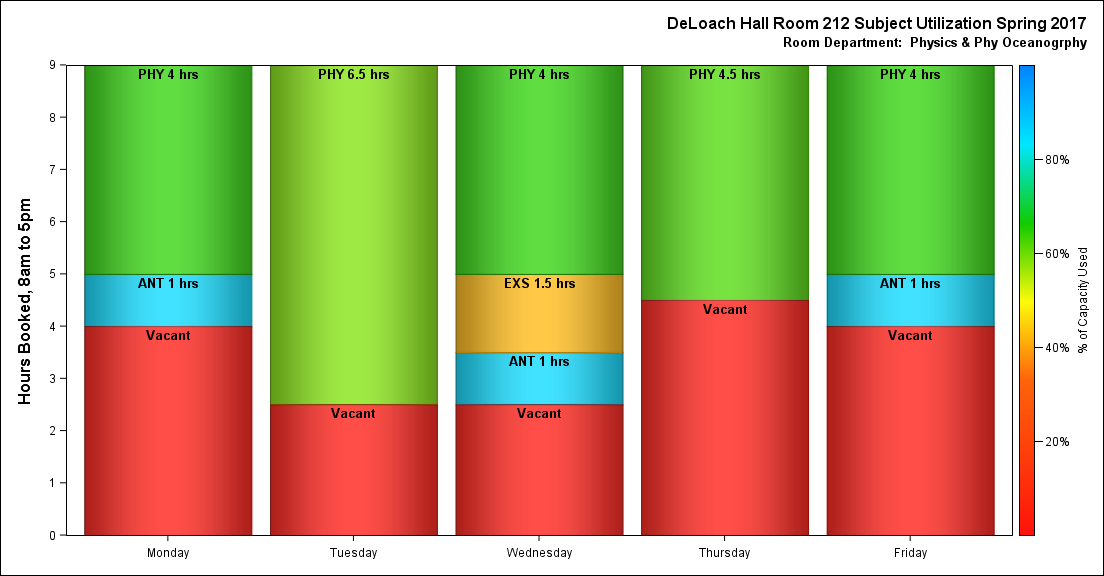 DeLoach Hall Room 212 Subject Utilization Spring 2017
Room Department:  Physics & Phy Oceanogrphy
Hours Booked, 8am to 5pm
9
8
7
6
5
4
3
2
1
0
PHY 4 hrs
ANT 1 hrs
Vacant
PHY 6.5 hrs
Vacant
PHY 4 hrs
EXS 1.5 hrs
ANT 1 hrs
Vacant
PHY 4.5 hrs
Vacant
PHY 4 hrs
ANT 1 hrs
Vacant
Monday
Tuesday
Wednesday
Thursday
Friday
80%
60%
40%
20%
% of Capacity Used